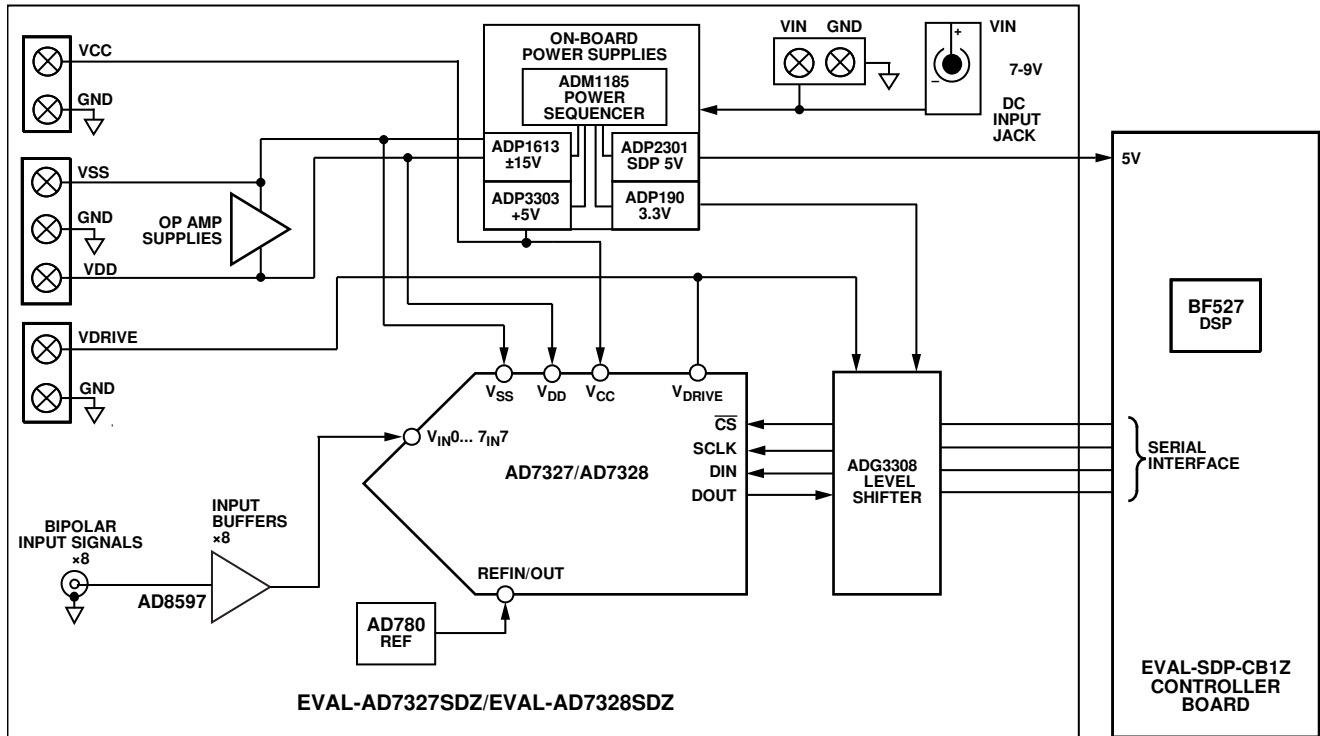 VCC
GND
VSS
GND
VDD
OP AMP
SUPPLIES
VDRIVE
GND
ON-BOARD
POWER SUPPLIES
ADM1185
POWER
SEQUENCER
ADP1613
±15V
ADP2301
SDP 5V
ADP3303
+5V
ADP190
3.3V
VIN GND
+
–
VIN
7-9V
DC
INPUT
JACK
5V
BF527
DSP
VSS
VDD
VCC
VDRIVE
VIN0... 7IN7
AD7327/AD7328
CS
SCLK
DIN
DOUT
ADG3308
LEVEL
SHIFTER
SERIAL
INTERFACE
BIPOLAR
INPUT SIGNALS
×8
INPUT
BUFFERS
×8
AD8597
REFIN/OUT
AD780
REF
EVAL-AD7327SDZ/EVAL-AD7328SDZ
EVAL-SDP-CB1Z
CONTROLLER
BOARD